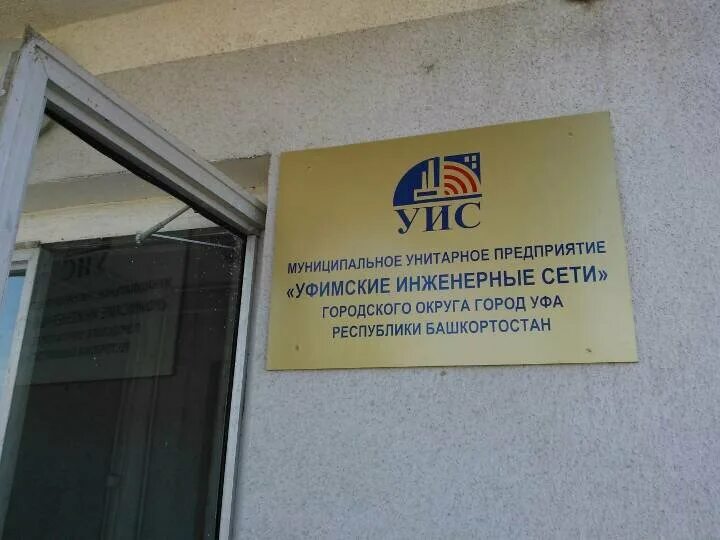 УИС
МУНИЦИПАЛЬНОЕ УНИТАРНОЕ ПРЕДПРИЯТИЕ
«УФИМСКИЕ ИНЖЕНЕРНЫЕ СЕТИ»
ГОРОДСКОГО ОКРУГА ГОРОД УФА
РЕСПУБЛИКИ БАШКОРТОСТАН